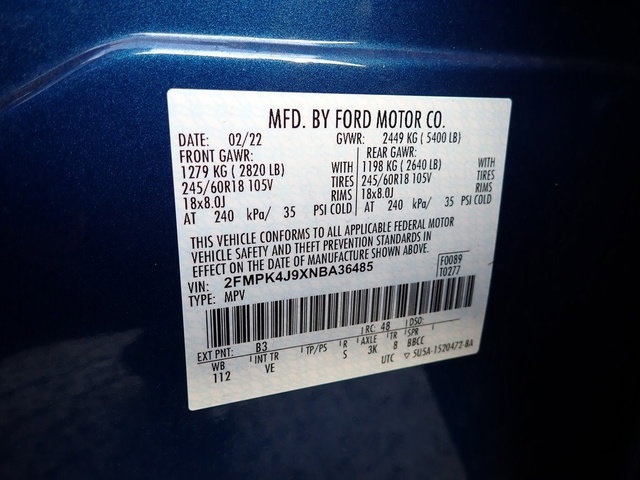 MFD. BY FORD MOTOR CO.
DATE: 02/22 GVWR: 2449 KG ( 5400 LB)
FRONT GAWR: REAR GAWR:
1279 KG ( 2820 LB) WITH 1198 KG ( 2640 LB) WITH
245/60R18 105V TIRES 245/60R18 105V TIRES
18x8.0J RIMS 18x8.0J RIMS
AT 240 kPa/ 35 PSI COLD AT 240 kPa/ 35 PSI COLD
THIS VEHICLE CONFORMS TO ALL APPLICABLE FEDERAL MOTOR
VEHICLE SAFETY AND THEFT PREVENTION STANDARDS IN
EFFECT ON THE DATE OF MANUFACTURE SHOWN ABOVE.
VIN: 2FMPK4J9XNBA36485 F0089
TYPE: MPV T0277
EXT PNT: B3 RC: 48 DSO:
WB INT TR TP/PS R AXLE TR SPR
112 VE S 3K 8 BBCC
UTC 5U5A-1520472-BA